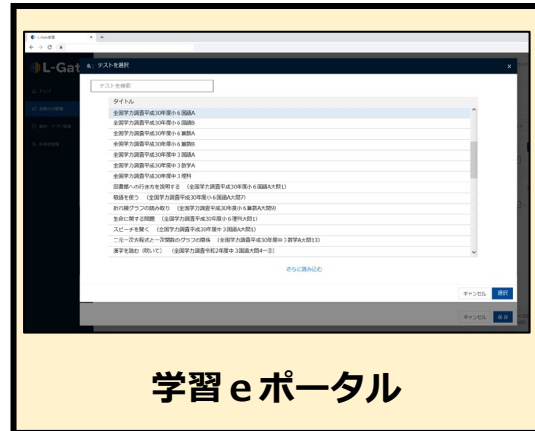 L-Gate学習
L-Gat
テストを選択
テストを検索
タイトル
全国学力調査平成30年度小6国語A
全国学力調査平成30年度小6国語B
全国学力調査平成30年度小6算数A
全国学力調査平成30年度小6算数B
全国学力調査平成30年度中3国語A
全国学力調査平成30年度中3数学A
全国学力調査平成30年度中3理科
図書館への行き方を説明する (全国学力調査平成30年度小6国語A大問1)
敬語を使う (全国学力調査平成30年度小6国語A大問7)
折れ線グラフの読み取り (全国学力調査平成30年度小6算数A大問9)
生命に関する問題 (全国学力調査平成30年度小6理科大問1)
スピーチを聞く (全国学力調査平成30年度中3国語A大問1)
二元一次方程式と一次関数のグラフの関係 (全国学力調査平成30年度中3数学A大問13)
漢字を読む (吹いて) (全国学力調査令和2年度中3国語大問4一③)
さらに読み込む
キャンセル 選択
キャンセル 保存
学習eポータル